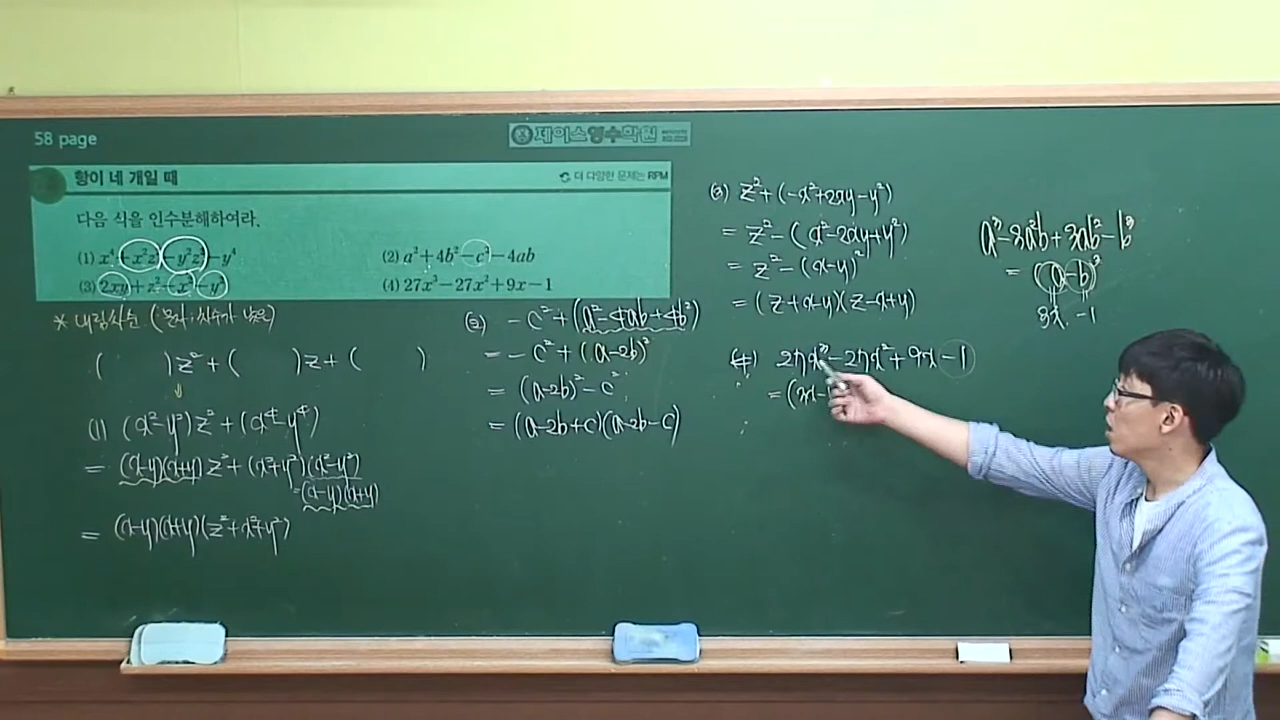 58 page
제이스영수학원
항이 네 개일 때
더 다양한 문제는 RPM
다음 식을 인수분해하여라.
(1) x⁴+x²z²−y²z²−y⁴
(2) a²+4b²−c²−4ab
(3) 2xy+z²−x²−y²
(4) 27x³−27x²+9x−1
* 내림차순 (문자 : 차수가 낮은)
( )z²+( )z+( )
(1) (x²−y²)z²+(x⁴−y⁴)
= (x−y)(x+y)z²+(x²+y²)(x²−y²)
=(x−y)(x+y)
= (x−y)(x+y)(z²+x²+y²)
(2) −c²+(a²−4ab+4b²)
= −c²+(a−2b)²
= (a−2b)²−c²
= (a−2b+c)(a−2b−c)
(3) z²+(−x²+2xy−y²)
= z²−(x²−2xy+y²)
= z²−(x−y)²
= (z+x−y)(z−x+y)
(4) 27x³−27x²+9x−1
= (3x−1
a³−3a²b+3ab²−b³
= (a−b)³
3x −1